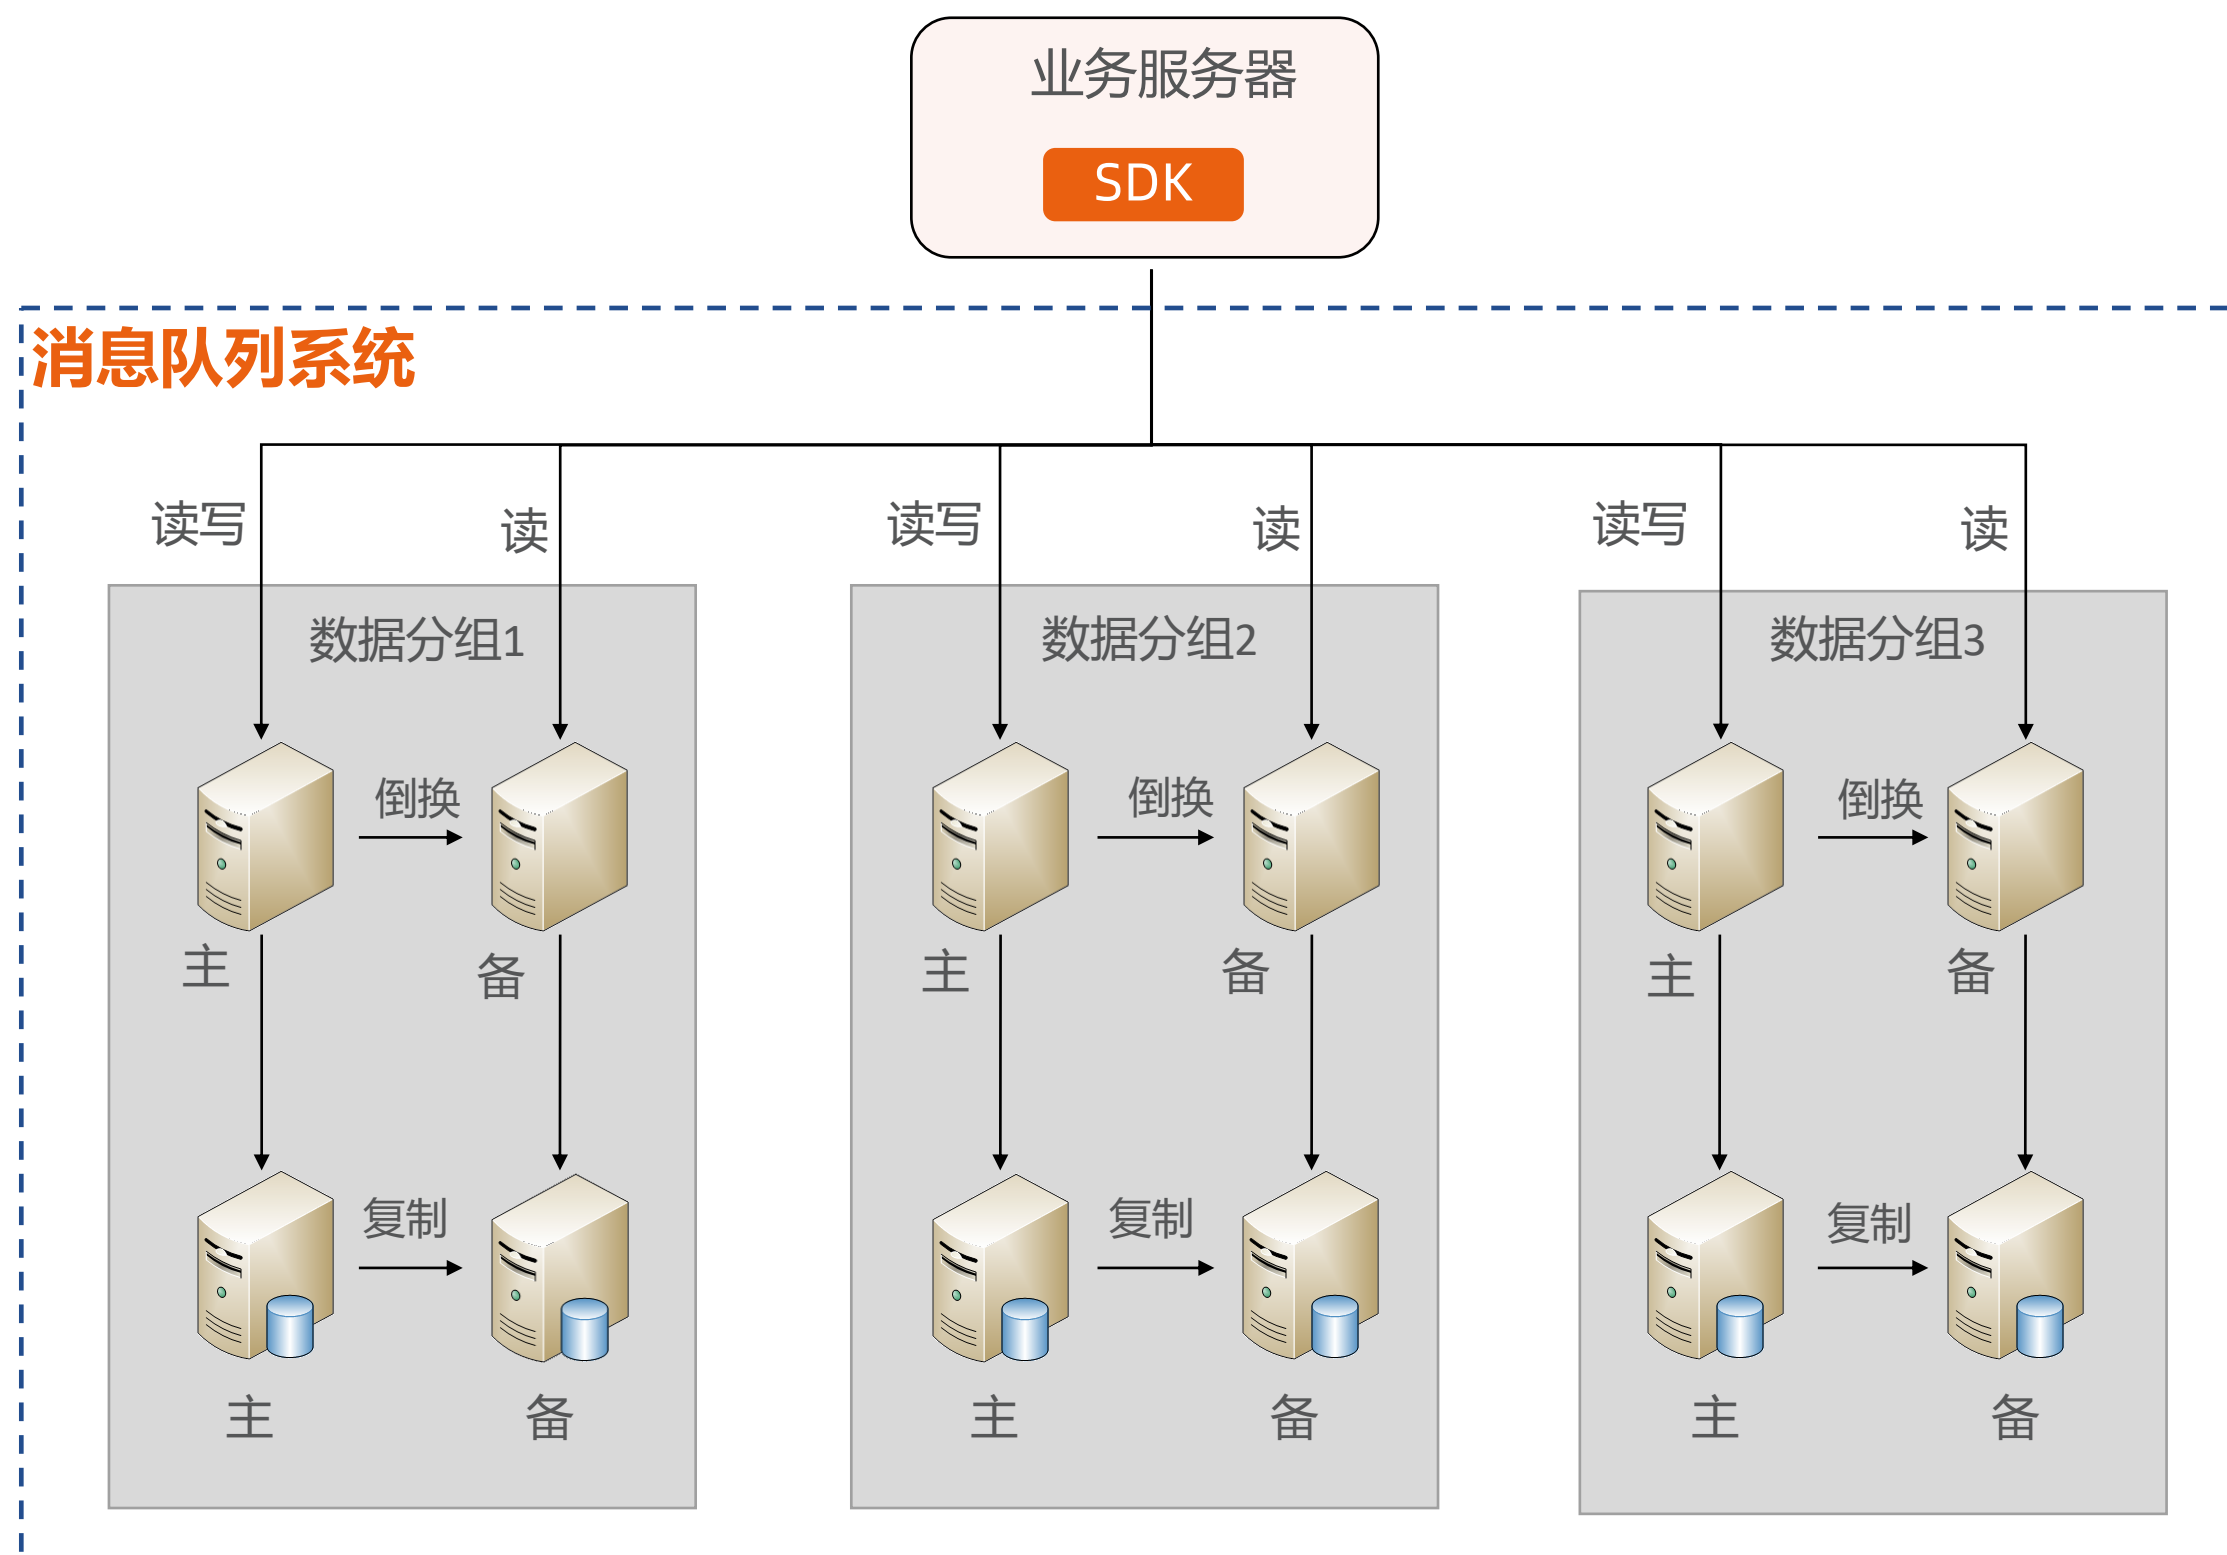 业务服务器
SDK
消息队列系统
读写
读
读写
读
读写
读
数据分组1
数据分组2
数据分组3
倒换
倒换
倒换
主
备
主
备
主
备
复制
复制
复制
主
备
主
备
主
备